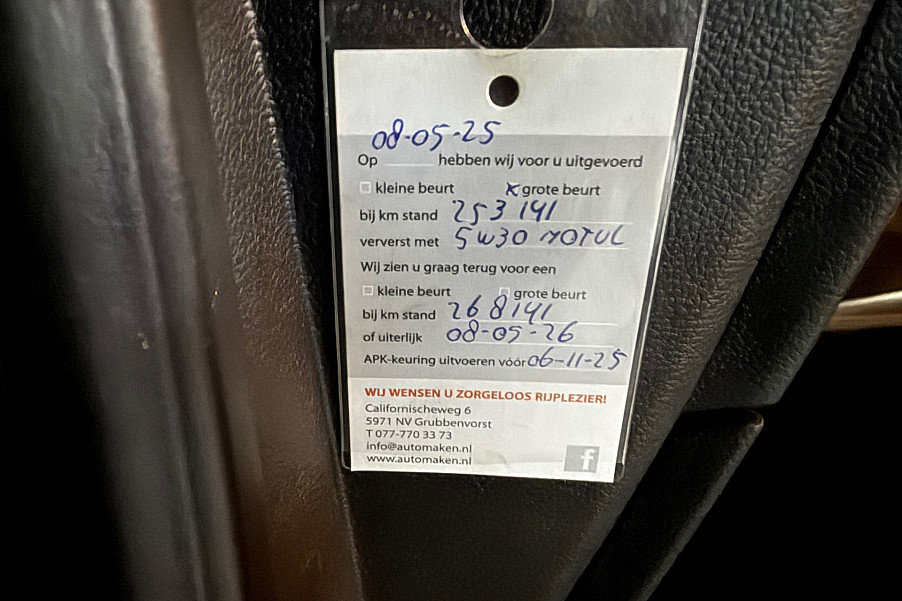 08-05-25
Op hebben wij voor u uitgevoerd
kleine beurt x grote beurt
bij km stand 253141
ververst met 5W30 MOTUL
Wij zien u graag terug voor een
kleine beurt grote beurt
bij km stand 268141
of uiterlijk 08-05-26
APK-keuring uitvoeren vóór 06-11-25
WIJ WENSEN U ZORGELOOS RIJPLEZIER!
Californischeweg 6
5971 NV Grubbenvorst
T 077-770 33 73
info@automaken.nl
www.automaken.nl
f